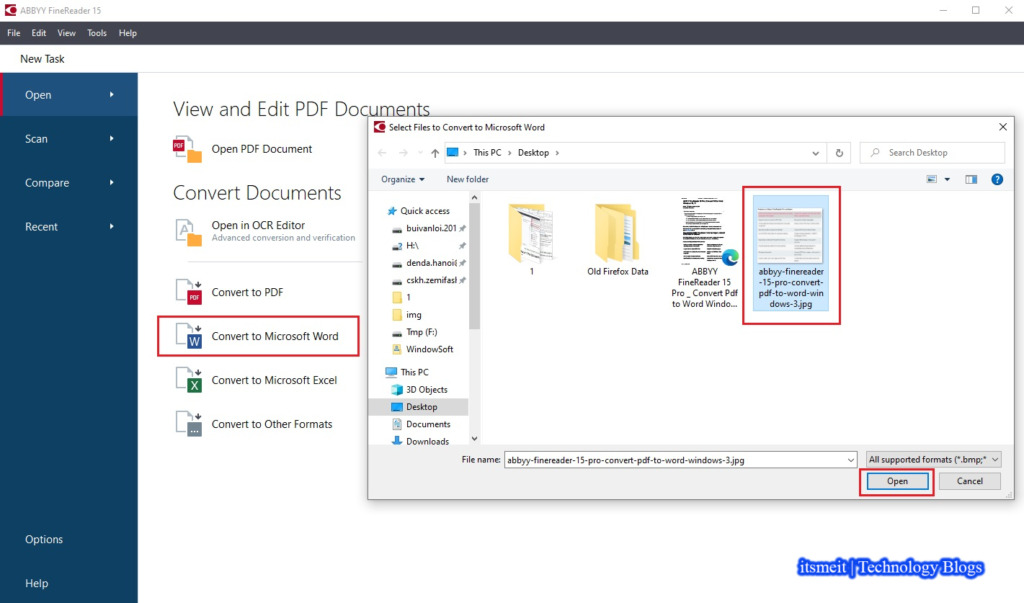 ABBYY FineReader 15
File Edit View Tools Help
New Task
Open
Scan
Compare
Recent
Options
Help
View and Edit PDF Documents
Open PDF Document
Convert Documents
Open in OCR Editor
Advanced conversion and verification
Convert to PDF
Convert to Microsoft Word
Convert to Microsoft Excel
Convert to Other Formats
Select Files to Convert to Microsoft Word
This PC > Desktop >
Search Desktop
Organize
New folder
Quick access
buivanloi.201
H:\
denda.hanoi
cskh.zemifash
1
img
Tmp (F:)
WindowSoft
This PC
3D Objects
Desktop
Documents
Downloads
1
Old Firefox Data
ABBYY
FineReader 15
Pro _ Convert Pdf
to Word Windo...
abbyy-finereader
-15-pro-convert-
pdf-to-word-win
dows-3.jpg
File name: abbyy-finereader-15-pro-convert-pdf-to-word-windows-3.jpg
All supported formats (*.bmp;*
Open
Cancel
itsmeit | Technology Blogs